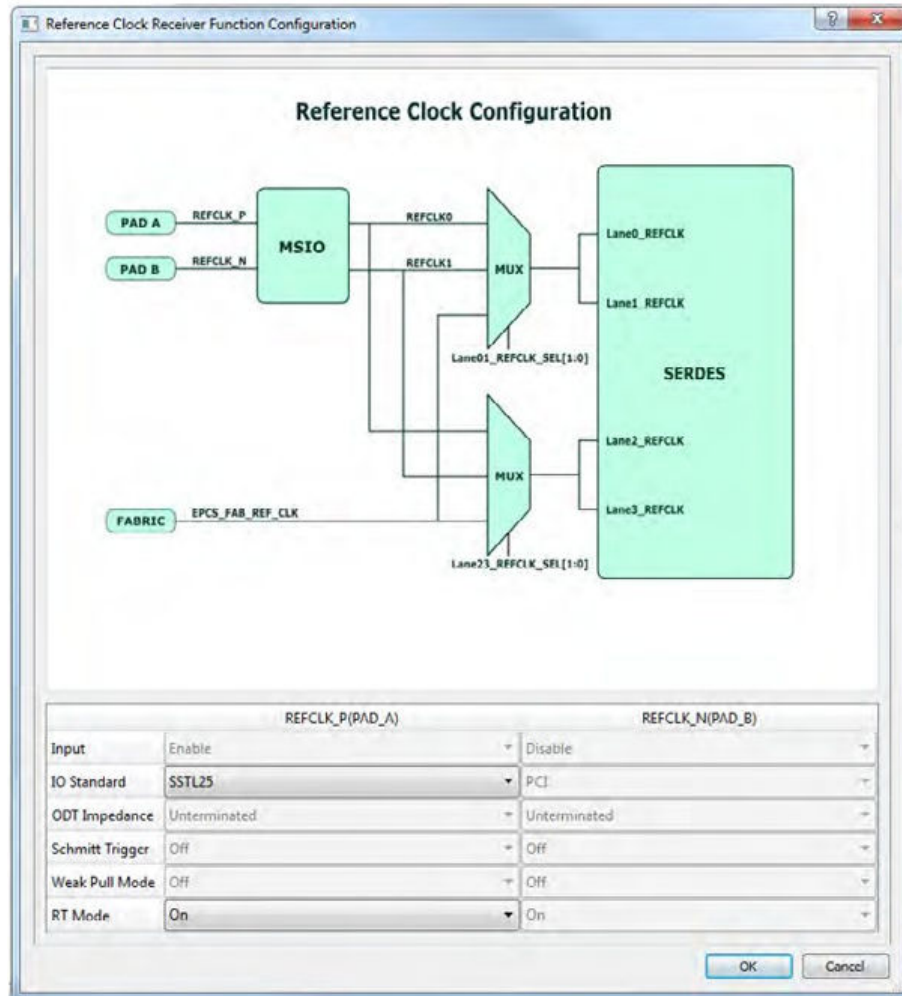 Reference Clock Receiver Function Configuration
Reference Clock Configuration
PAD A REFCLK_P MSIO REFCLK0 MUX Lane0_REFCLK
PAD B REFCLK_N REFCLK1 Lane1_REFCLK
Lane01_REFCLK_SEL[1:0]
SERDES
MUX Lane2_REFCLK
FABRIC EPCS_FAB_REF_CLK Lane3_REFCLK
Lane23_REFCLK_SEL[1:0]
REFCLK_P(PAD_A) REFCLK_N(PAD_B)
Input Enable Disable
IO Standard SSTL25 PCI
ODT Impedance Unterminated Unterminated
Schmitt Trigger Off Off
Weak Pull Mode Off Off
RT Mode On On
OK Cancel